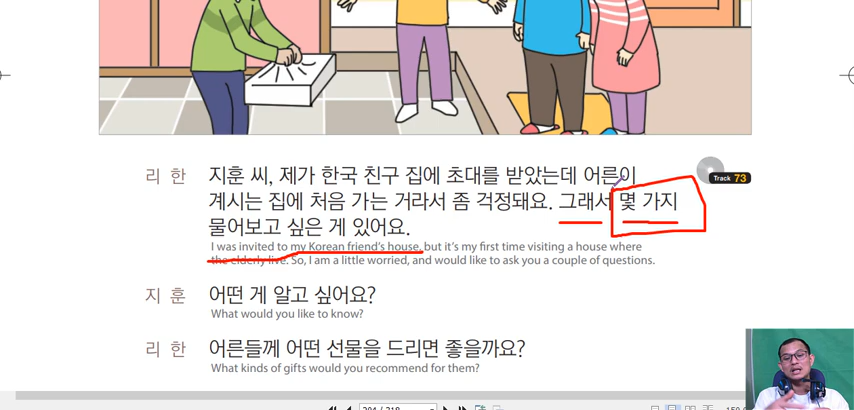 리 한 지훈 씨, 제가 한국 친구 집에 초대를 받았는데 어른이
Track 73
계시는 집에 처음 가는 거라서 좀 걱정돼요. 그래서 몇 가지
물어보고 싶은 게 있어요.
I was invited to my Korean friend's house, but it's my first time visiting a house where
the elderly live. So, I am a little worried, and would like to ask you a couple of questions.
지 훈 어떤 게 알고 싶어요?
What would you like to know?
리 한 어른들께 어떤 선물을 드리면 좋을까요?
What kinds of gifts would you recommend for them?